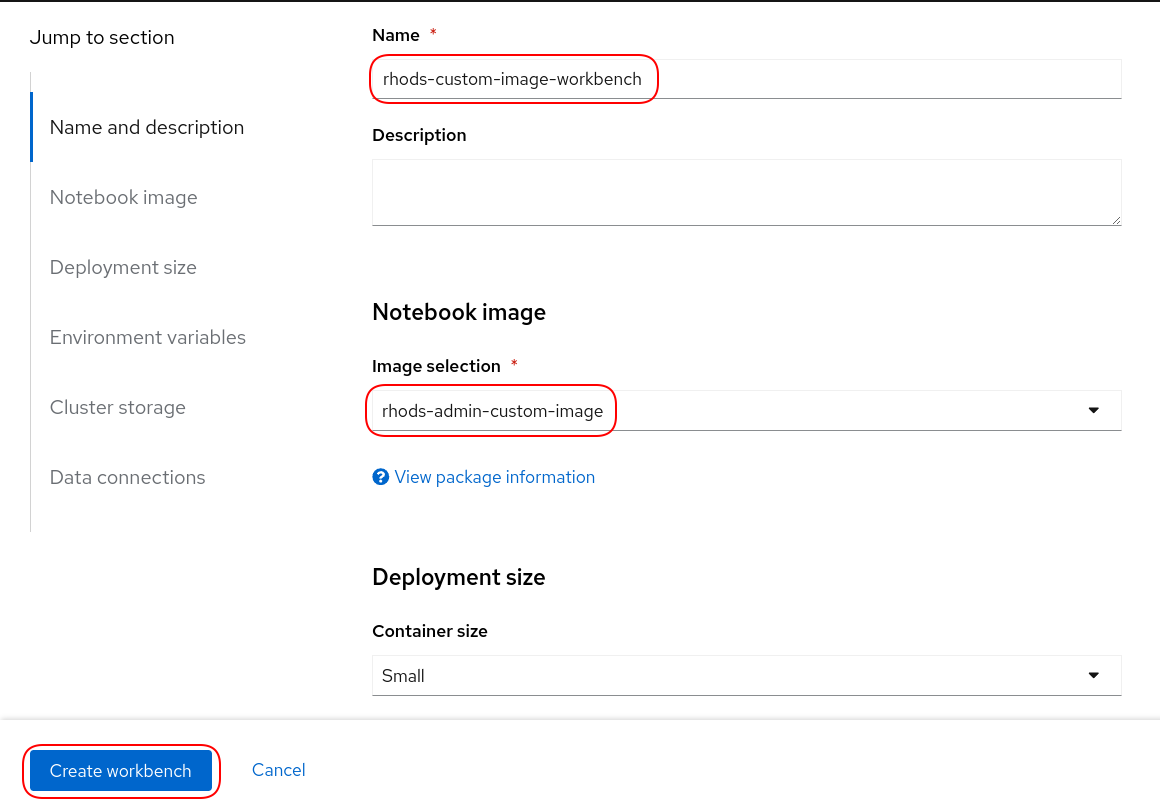 Jump to section
Name and description
Notebook image
Deployment size
Environment variables
Cluster storage
Data connections
Name *
rhods-custom-image-workbench
Description
Notebook image
Image selection *
rhods-admin-custom-image
? View package information
Deployment size
Container size
Small
Create workbench
Cancel